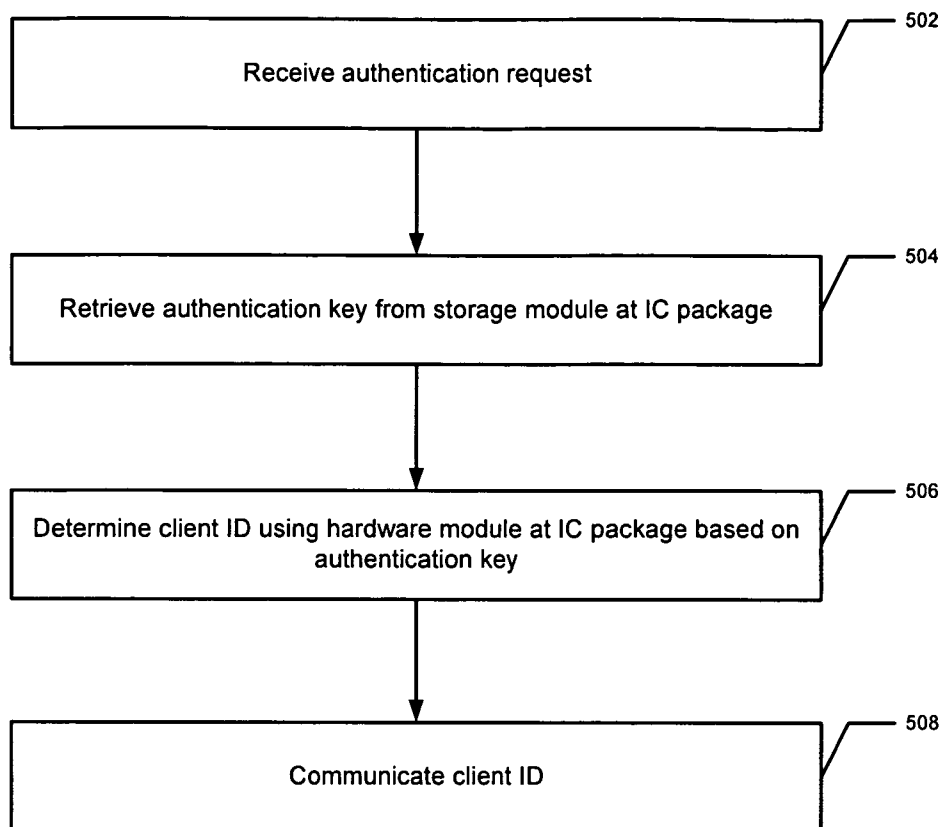 502
Receive authentication request
504
Retrieve authentication key from storage module at IC package
506
Determine client ID using hardware module at IC package based on
authentication key
508
Communicate client ID